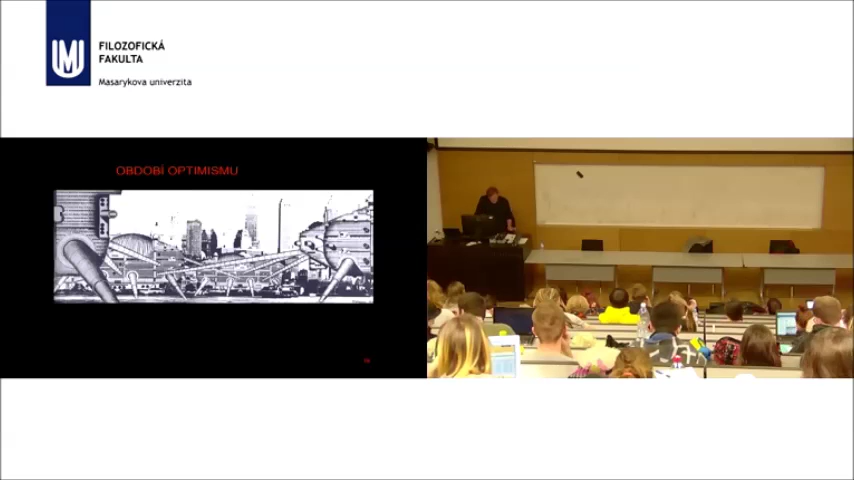 FILOZOFICKÁ
FAKULTA
Masarykova univerzita
OBDOBÍ OPTIMISMU